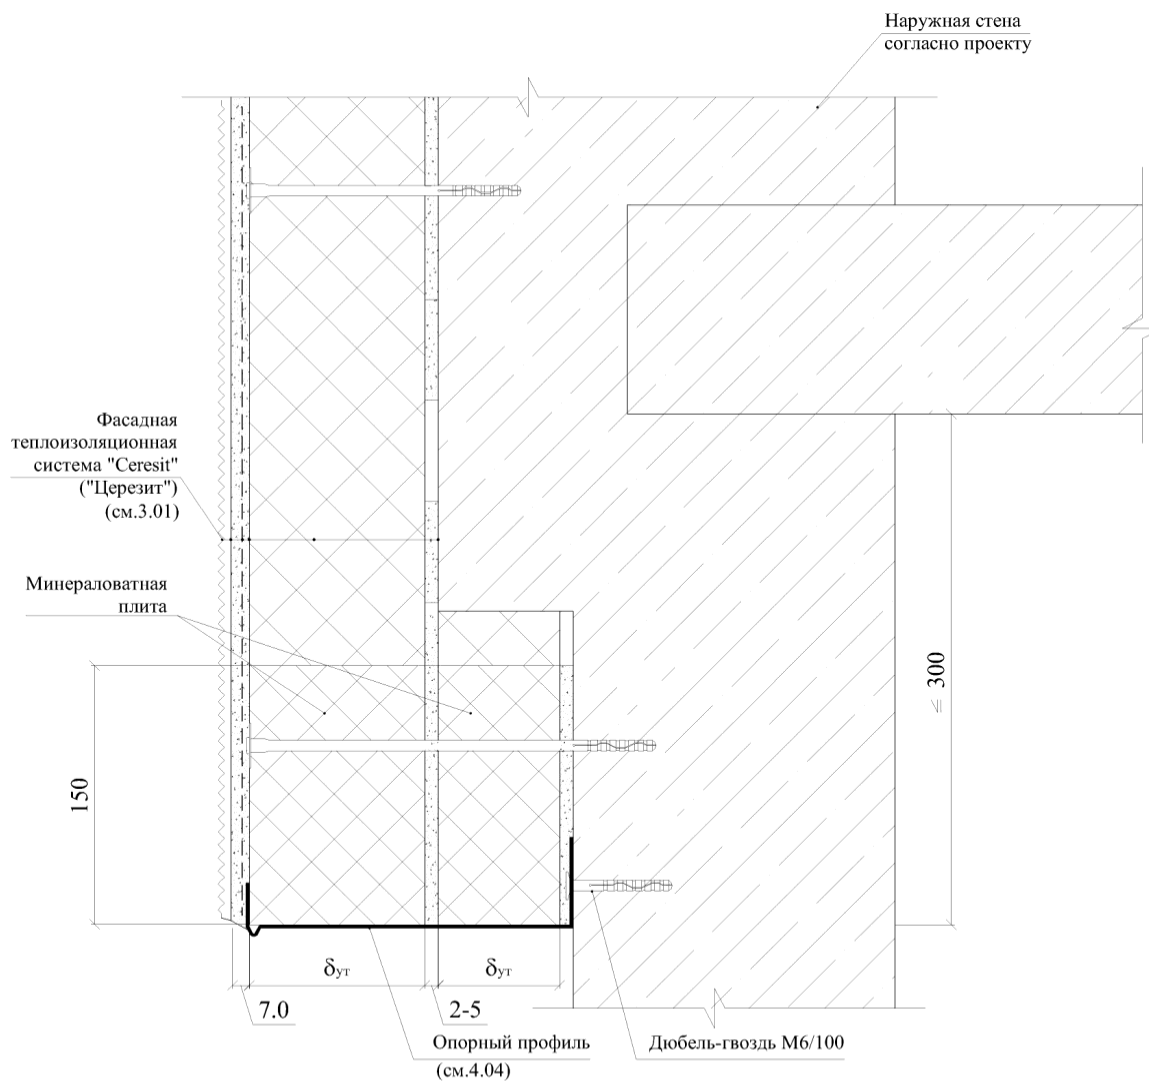 Наружная стена
согласно проекту
Фасадная
теплоизоляционная
система "Ceresit"
("Церезит")
(см.3.01)
Минераловатная
плита
≤ 300
150
δут
δут
7.0
2-5
Опорный профиль
(см.4.04)
Дюбель-гвоздь М6/100